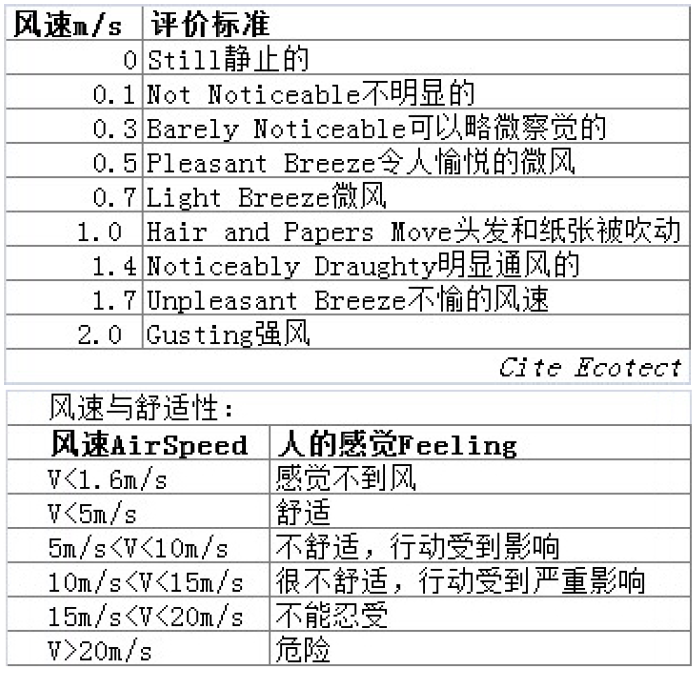 风速m/s 评价标准
0 Still静止的
0.1 Not Noticeable不明显的
0.3 Barely Noticeable可以略微察觉的
0.5 Pleasant Breeze令人愉悦的微风
0.7 Light Breeze微风
1.0 Hair and Papers Move头发和纸张被吹动
1.4 Noticeably Draughty明显通风的
1.7 Unpleasant Breeze不愉的风速
2.0 Gusting强风
Cite Ecotect
风速与舒适性：
风速AirSpeed 人的感觉Feeling
V<1.6m/s 感觉不到风
V<5m/s 舒适
5m/s<V<10m/s 不舒适，行动受到影响
10m/s<V<15m/s 很不舒适，行动受到严重影响
15m/s<V<20m/s 不能忍受
V>20m/s 危险